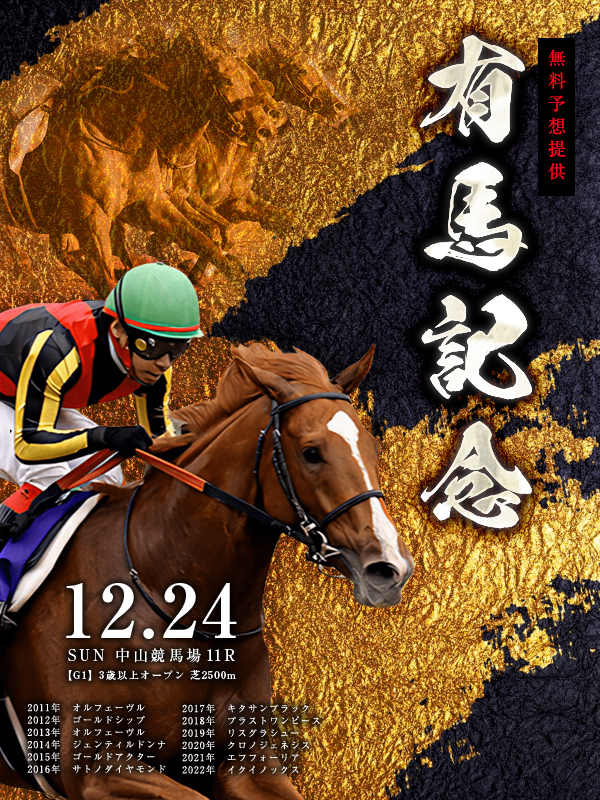 無料予想提供
有馬記念
12.24
SUN 中山競馬場 11R
【G1】3歳以上オープン 芝2500m
2011年 オルフェーヴル
2012年 ゴールドシップ
2013年 オルフェーヴル
2014年 ジェンティルドンナ
2015年 ゴールドアクター
2016年 サトノダイヤモンド
2017年 キタサンブラック
2018年 ブラストワンピース
2019年 リスグラシュー
2020年 クロノジェネシス
2021年 エフフォーリア
2022年 イクイノックス